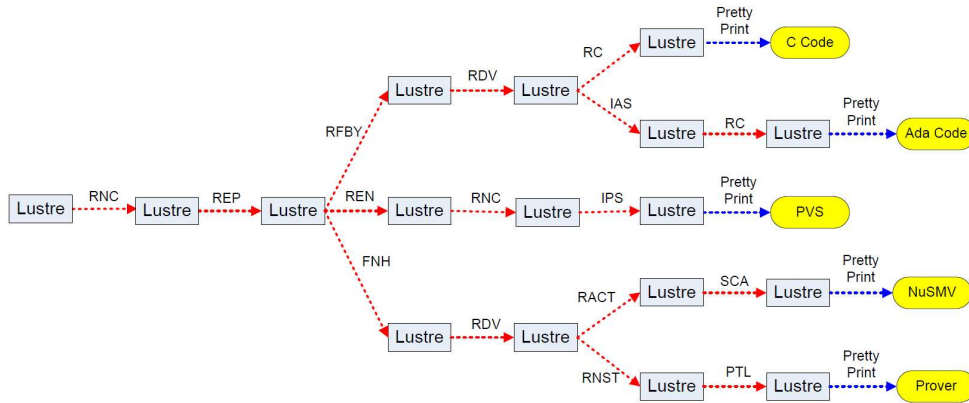 Pretty
Print
RC
Lustre
C Code
RDV
Lustre
Lustre
IAS
Pretty
Print
RC
RFBY
Lustre
Lustre
Ada Code
Pretty
Print
RNC
REP
REN
RNC
IPS
Lustre
Lustre
Lustre
Lustre
Lustre
Lustre
PVS
FNH
Pretty
Print
RACT
SCA
Lustre
Lustre
NuSMV
RDV
Lustre
Lustre
Pretty
Print
RNST
PTL
Lustre
Lustre
Prover